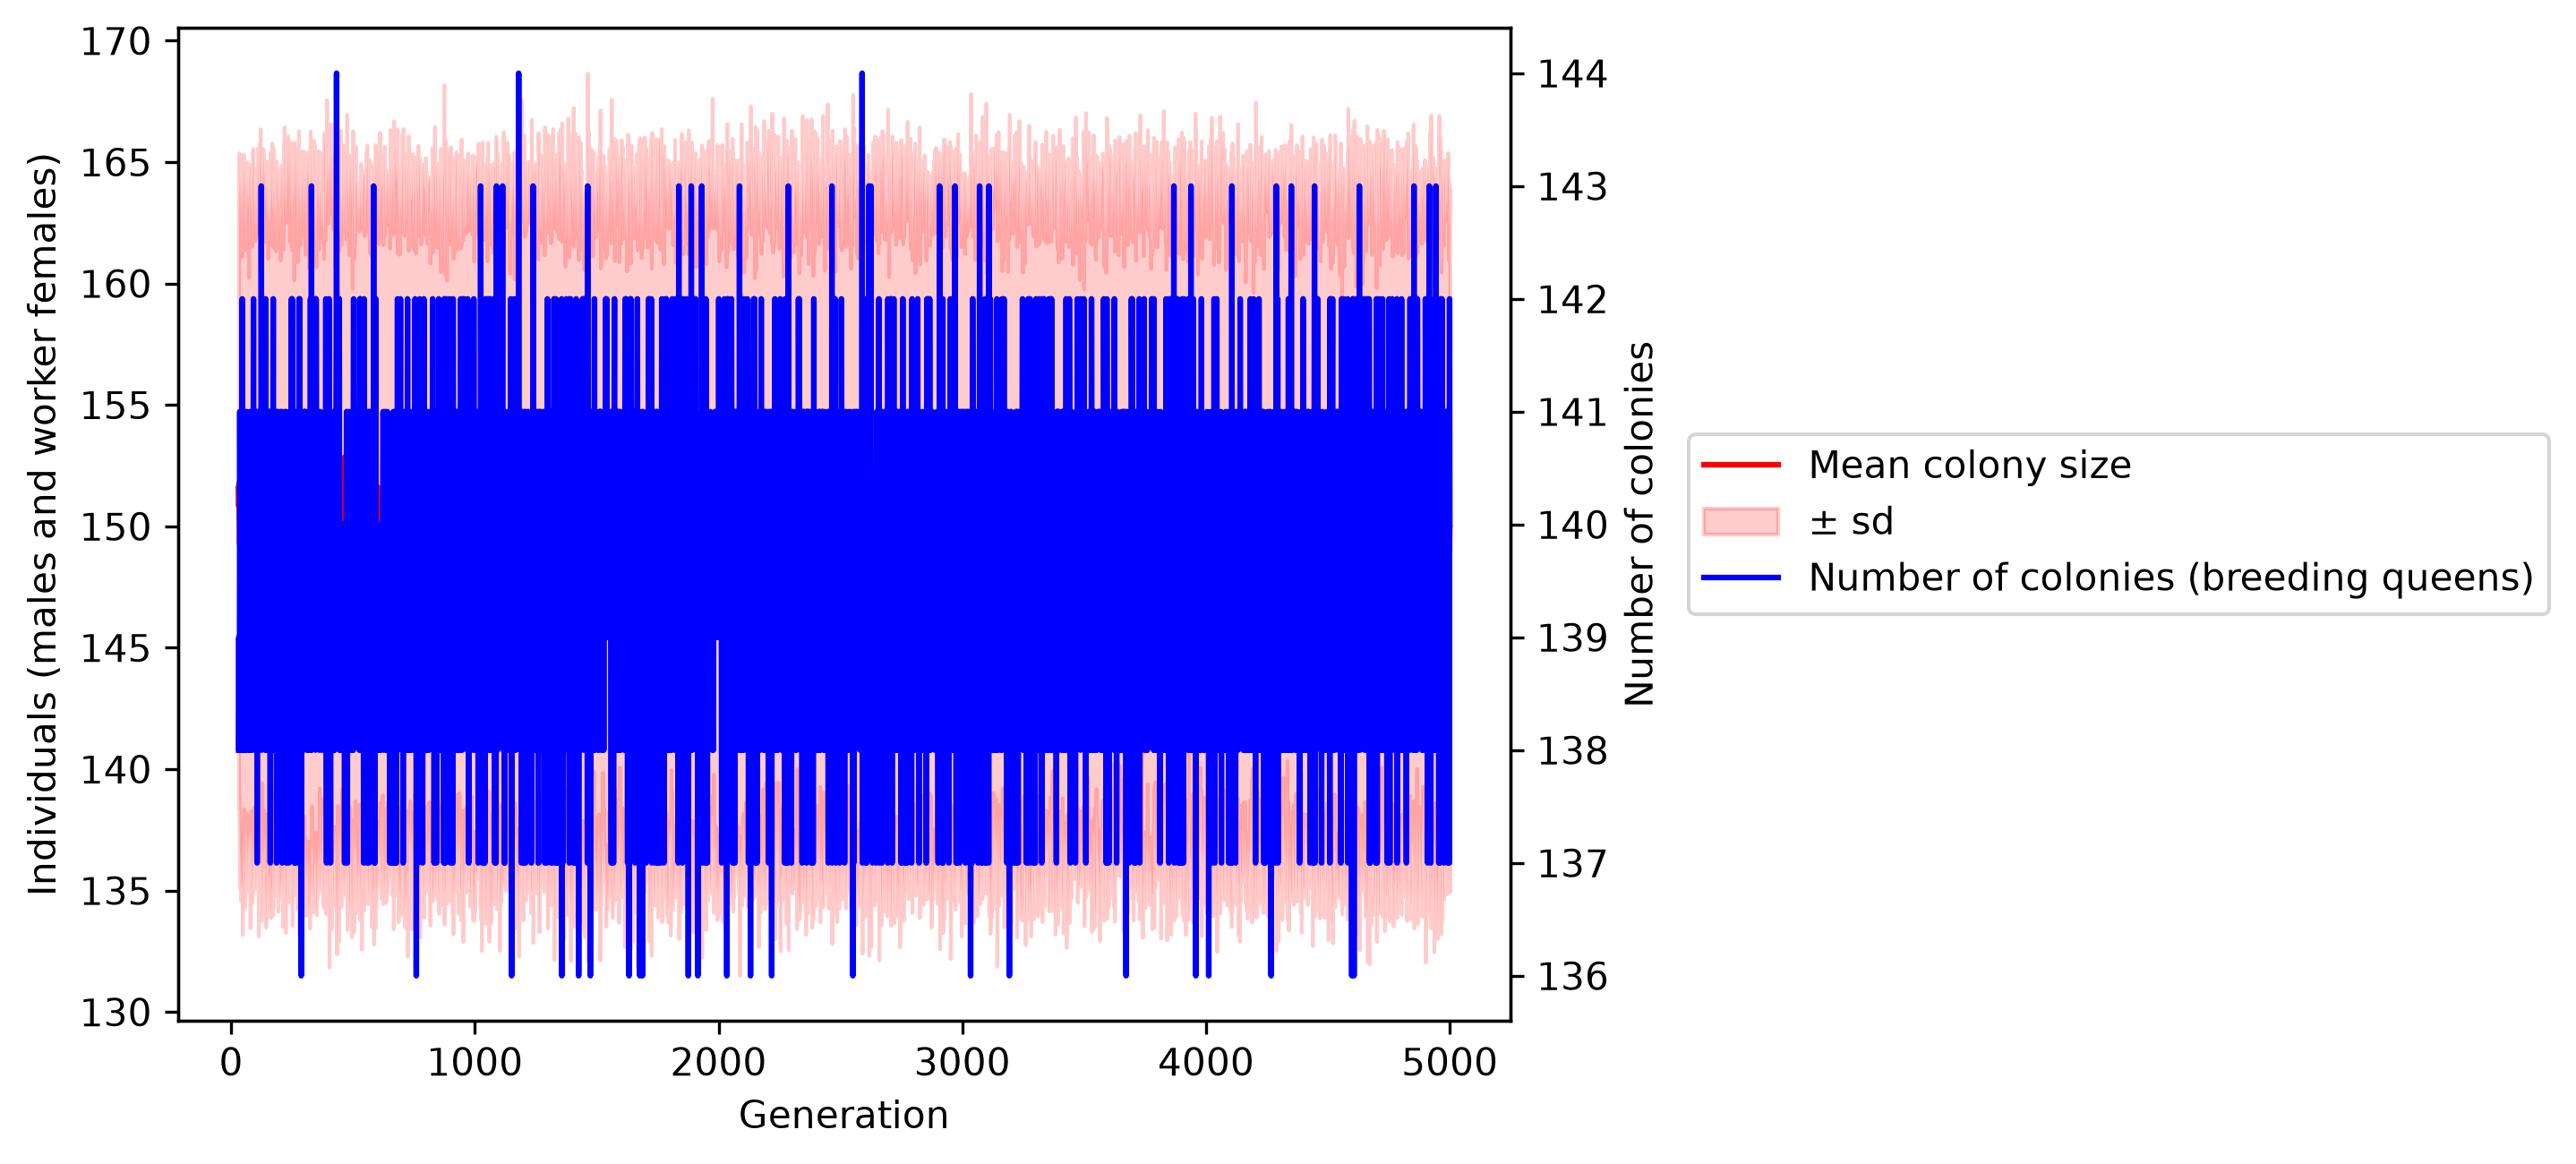 170
165
160
155
150
145
140
135
130
Individuals (males and worker females)
144
143
142
141
140
139
138
137
136
Number of colonies
0 1000 2000 3000 4000 5000
Generation
Mean colony size
± sd
Number of colonies (breeding queens)